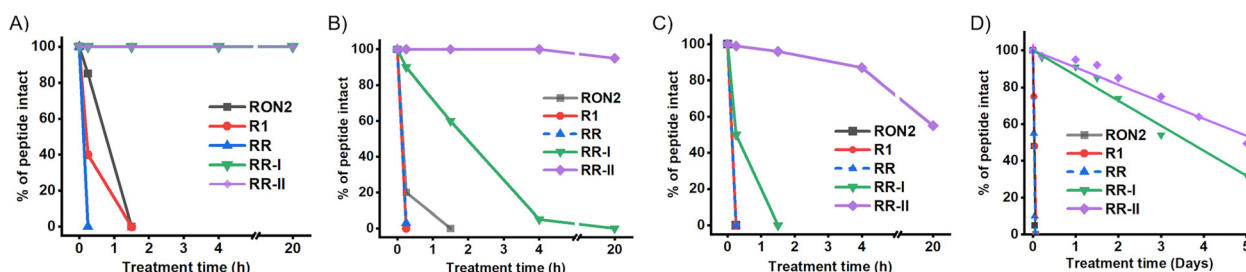 A)
% of peptide intact
100
80
60
40
20
0
RON2
R1
RR
RR-I
RR-II
0 1 2 3 4 20
Treatment time (h)
B)
% of peptide intact
100
80
60
40
20
0
RON2
R1
RR
RR-I
RR-II
0 1 2 3 4 20
Treatment time (h)
C)
% of peptide intact
100
80
60
40
20
0
RON2
R1
RR
RR-I
RR-II
0 1 2 3 4 20
Treatment time (h)
D)
% of peptide intact
100
80
60
40
20
0
RON2
R1
RR
RR-I
RR-II
0 1 2 3 4 5
Treatment time (Days)